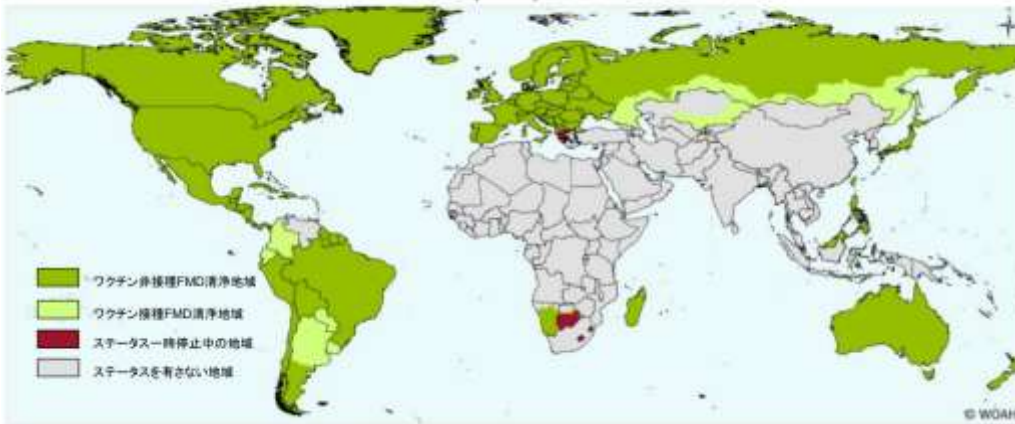 ワクチン非接種FMD清浄地域
ワクチン接種FMD清浄地域
ステータス一時停止中の地域
ステータスを有さない地域
© WOAH